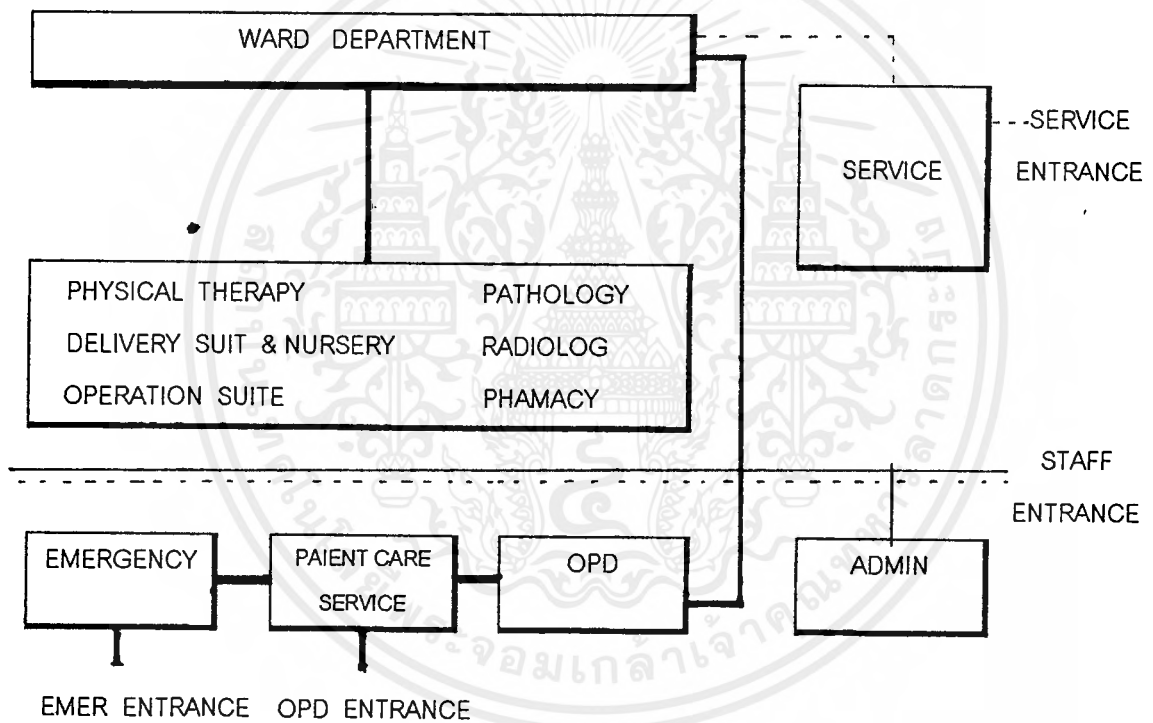 WARD DEPARTMENT
SERVICE
SERVICE
ENTRANCE
PHYSICAL THERAPY
PATHOLOGY
DELIVERY SUIT & NURSERY
RADIOLOG
OPERATION SUITE
PHAMACY
STAFF
ENTRANCE
EMERGENCY
PAIENT CARE
SERVICE
OPD
ADMIN
EMER ENTRANCE
OPD ENTRANCE